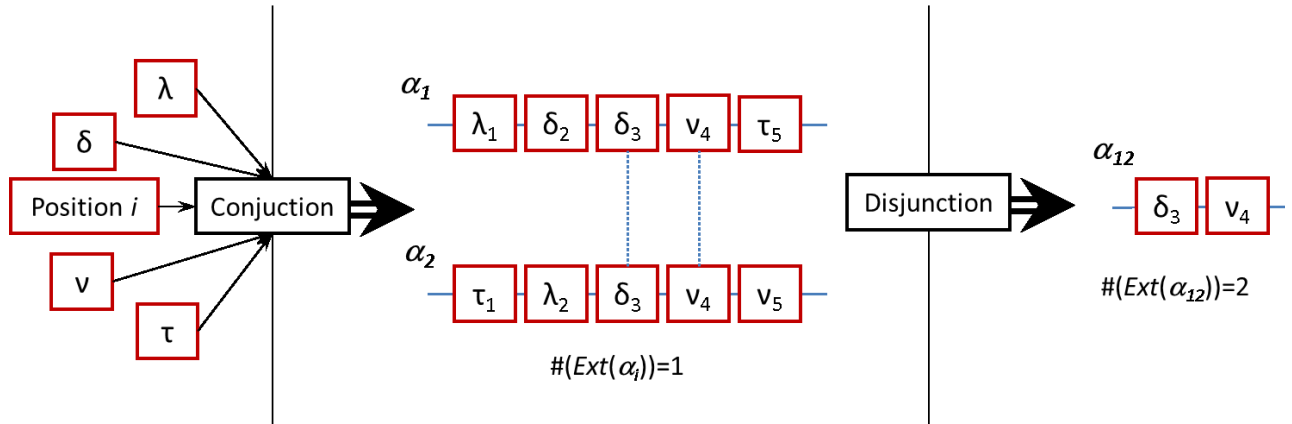 λ
δ
Position i
ν
τ
Conjuction
α1
λ1 δ2 δ3 ν4 τ5
α2
τ1 λ2 δ3 ν4 ν5
#(Ext(αi))=1
Disjunction
α12
δ3 ν4
#(Ext(α12))=2